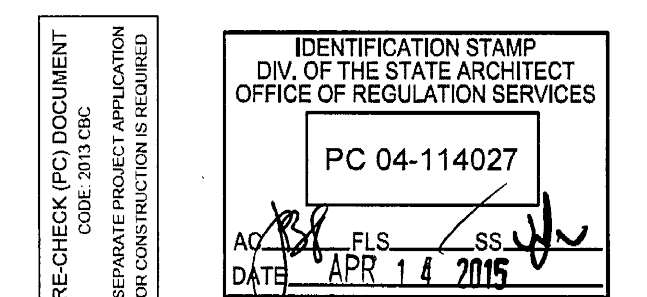 RE-CHECK (PC) DOCUMENT
CODE: 2013 CBC
SEPARATE PROJECT APPLICATION
OR CONSTRUCTION IS REQUIRED
IDENTIFICATION STAMP
DIV. OF THE STATE ARCHITECT
OFFICE OF REGULATION SERVICES
PC 04-114027
AC FLS SS
DATE APR 14 2015